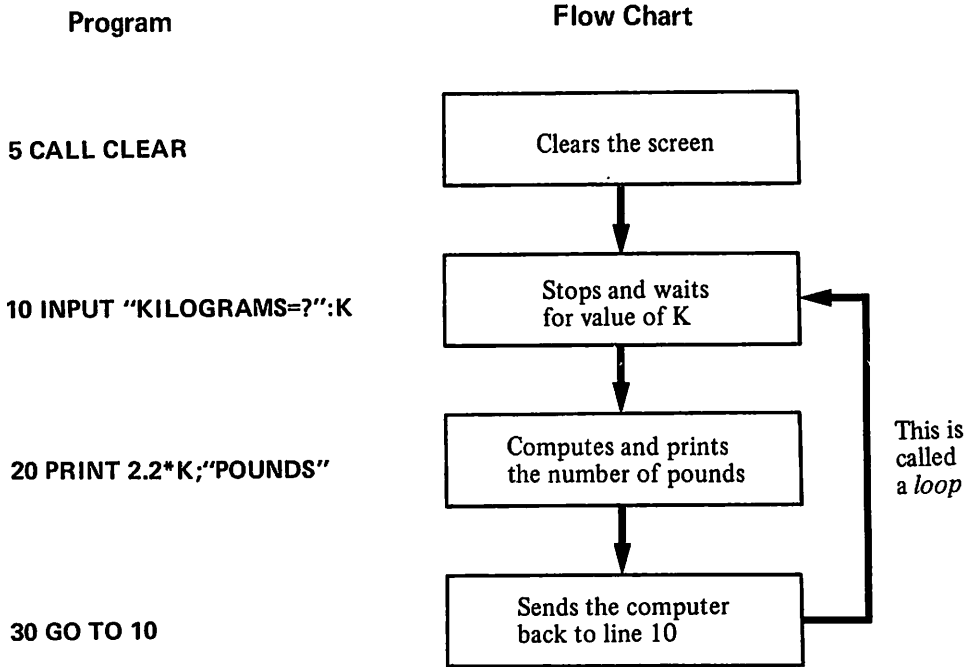 Program
Flow Chart
5 CALL CLEAR
Clears the screen
10 INPUT “KILOGRAMS=?”:K
Stops and waits
for value of K
20 PRINT 2.2*K;“POUNDS”
Computes and prints
the number of pounds
This is
called
a loop
30 GO TO 10
Sends the computer
back to line 10